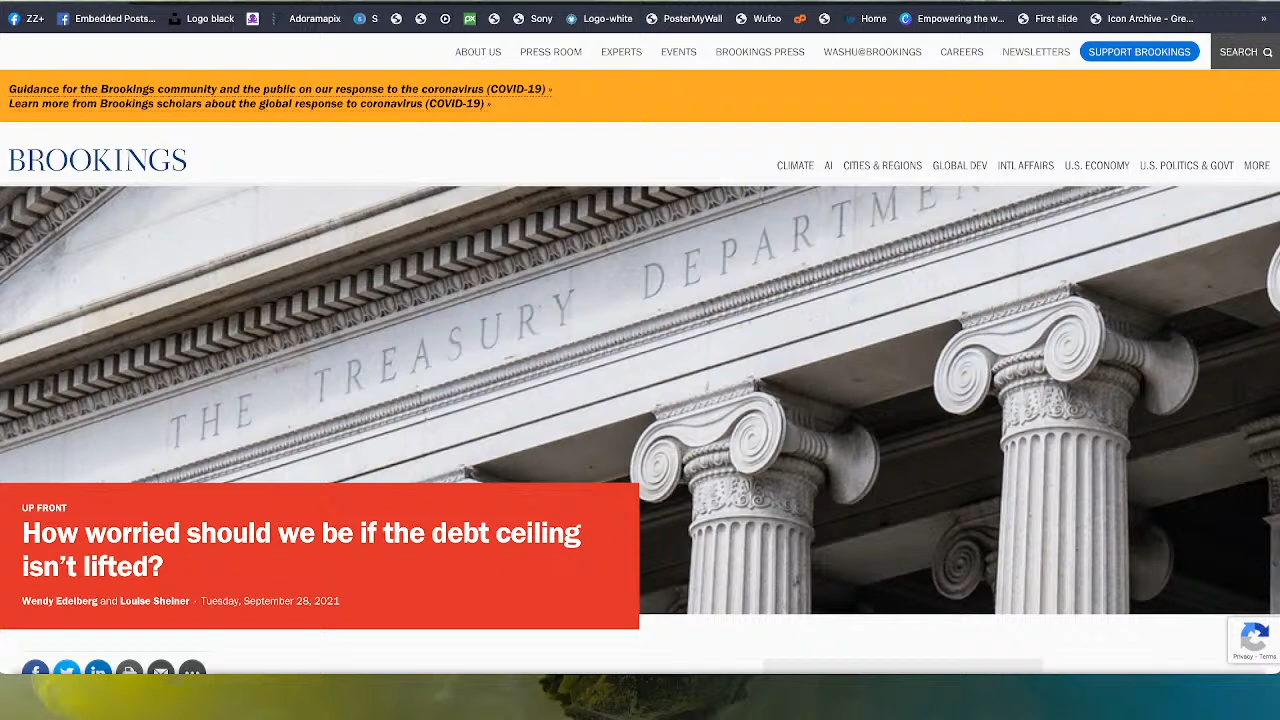 ZZ+ Embedded Posts... Logo black Adoramapix S Sony Logo-white PosterMyWall Wufoo Home Empowering the w... First slide Icon Archive - Gre... »
ABOUT US PRESS ROOM EXPERTS EVENTS BROOKINGS PRESS WASHU@BROOKINGS CAREERS NEWSLETTERS SUPPORT BROOKINGS SEARCH
Guidance for the Brookings community and the public on our response to the coronavirus (COVID-19) »
Learn more from Brookings scholars about the global response to coronavirus (COVID-19) »
BROOKINGS
CLIMATE AI CITIES & REGIONS GLOBAL DEV INTL AFFAIRS U.S. ECONOMY U.S. POLITICS & GOVT MORE
THE TREASURY DEPARTMEN
UP FRONT
How worried should we be if the debt ceiling
isn’t lifted?
Wendy Edelberg and Louise Sheiner · Tuesday, September 28, 2021
Privacy - Terms